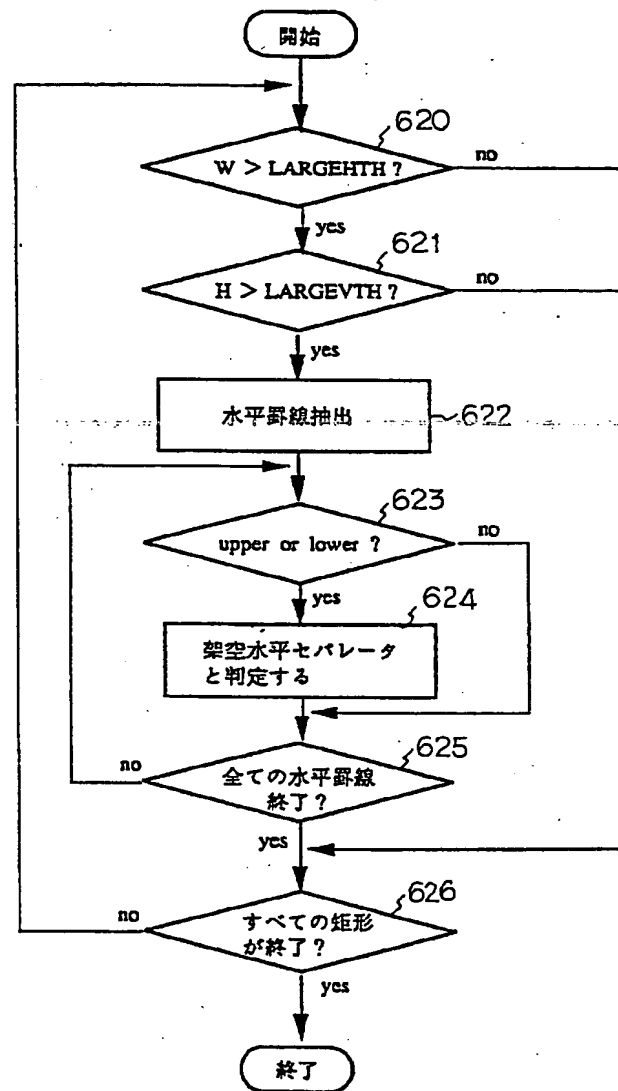 開始
620
W > LARGEHTH ?
no
yes
621
H > LARGEVTH ?
no
yes
水平罫線抽出
622
623
upper or lower ?
no
yes
624
架空水平セパレータ
と判定する
625
全ての水平罫線
終了?
no
yes
626
すべての矩形
が終了?
no
yes
終了